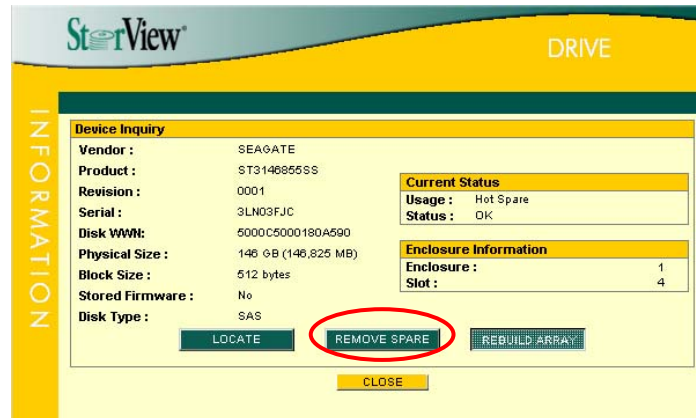 StorView®
DRIVE
INFORMATION
Device Inquiry
Vendor : SEAGATE
Product : ST3146855SS
Revision : 0001
Serial : 3LN03FJC
Disk WWN: 5000C5000180A590
Physical Size : 146 GB (146,825 MB)
Block Size : 512 bytes
Stored Firmware : No
Disk Type : SAS
Current Status
Usage : Hot Spare
Status : OK
Enclosure Information
Enclosure : 1
Slot : 4
LOCATE REMOVE SPARE REBUILD ARRAY
CLOSE